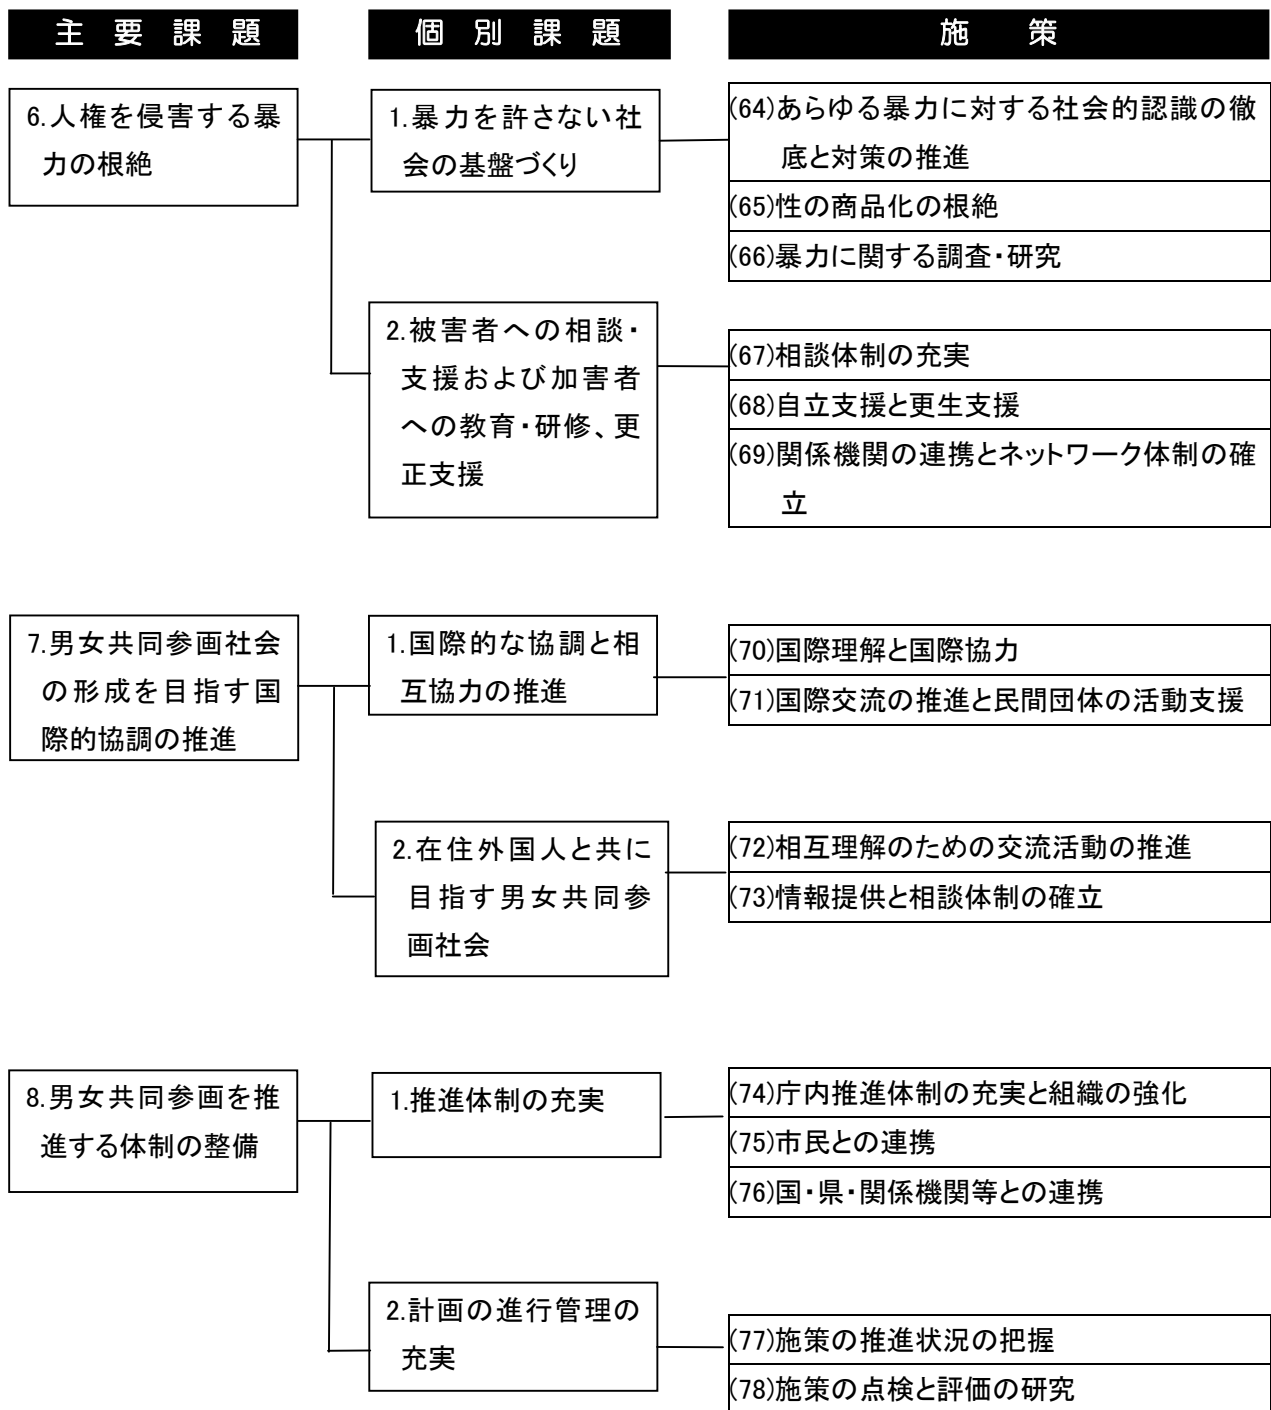 主要課題
個別課題
施策
6.人権を侵害する暴
力の根絶
1.暴力を許さない社
会の基盤づくり
(64)あらゆる暴力に対する社会的認識の徹
底と対策の推進
(65)性の商品化の根絶
(66)暴力に関する調査・研究
2.被害者への相談・
支援および加害者
への教育・研修、更
正支援
(67)相談体制の充実
(68)自立支援と更生支援
(69)関係機関の連携とネットワーク体制の確
立
7.男女共同参画社会
の形成を目指す国
際的協調の推進
1.国際的な協調と相
互協力の推進
(70)国際理解と国際協力
(71)国際交流の推進と民間団体の活動支援
2.在住外国人と共に
目指す男女共同参
画社会
(72)相互理解のための交流活動の推進
(73)情報提供と相談体制の確立
8.男女共同参画を推
進する体制の整備
1.推進体制の充実
(74)庁内推進体制の充実と組織の強化
(75)市民との連携
(76)国・県・関係機関等との連携
2.計画の進行管理の
充実
(77)施策の推進状況の把握
(78)施策の点検と評価の研究